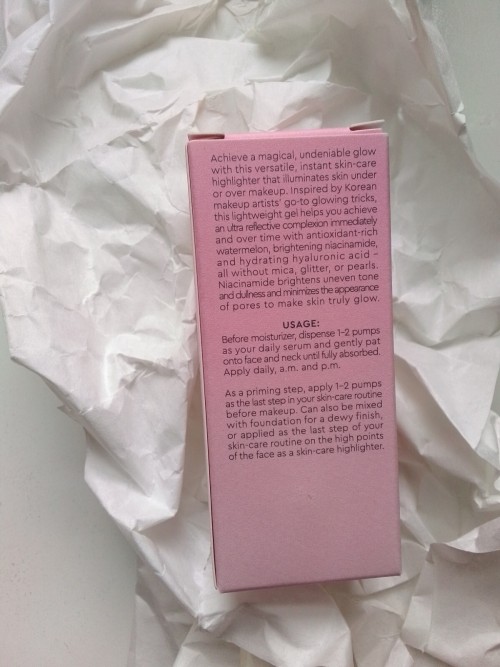 Achieve a magical, undeniable glow
with this versatile, instant skin-care
highlighter that illuminates skin under
or over makeup. Inspired by Korean
makeup artists' go-to glowing tricks,
this lightweight gel helps you achieve
an ultra reflective complexion immediately
and over time with antioxidant-rich
watermelon, brightening niacinamide,
and hydrating hyaluronic acid –
all without mica, glitter, or pearls.
Niacinamide brightens uneven tone
and dullness and minimizes the appearance
of pores to make skin truly glow.
USAGE:
Before moisturizer, dispense 1-2 pumps
as your daily serum and gently pat
onto face and neck until fully absorbed.
Apply daily, a.m. and p.m.
As a priming step, apply 1-2 pumps
as the last step in your skin-care routine
before makeup. Can also be mixed
with foundation for a dewy finish,
or applied as the last step of your
skin-care routine on the high points
of the face as a skin-care highlighter.